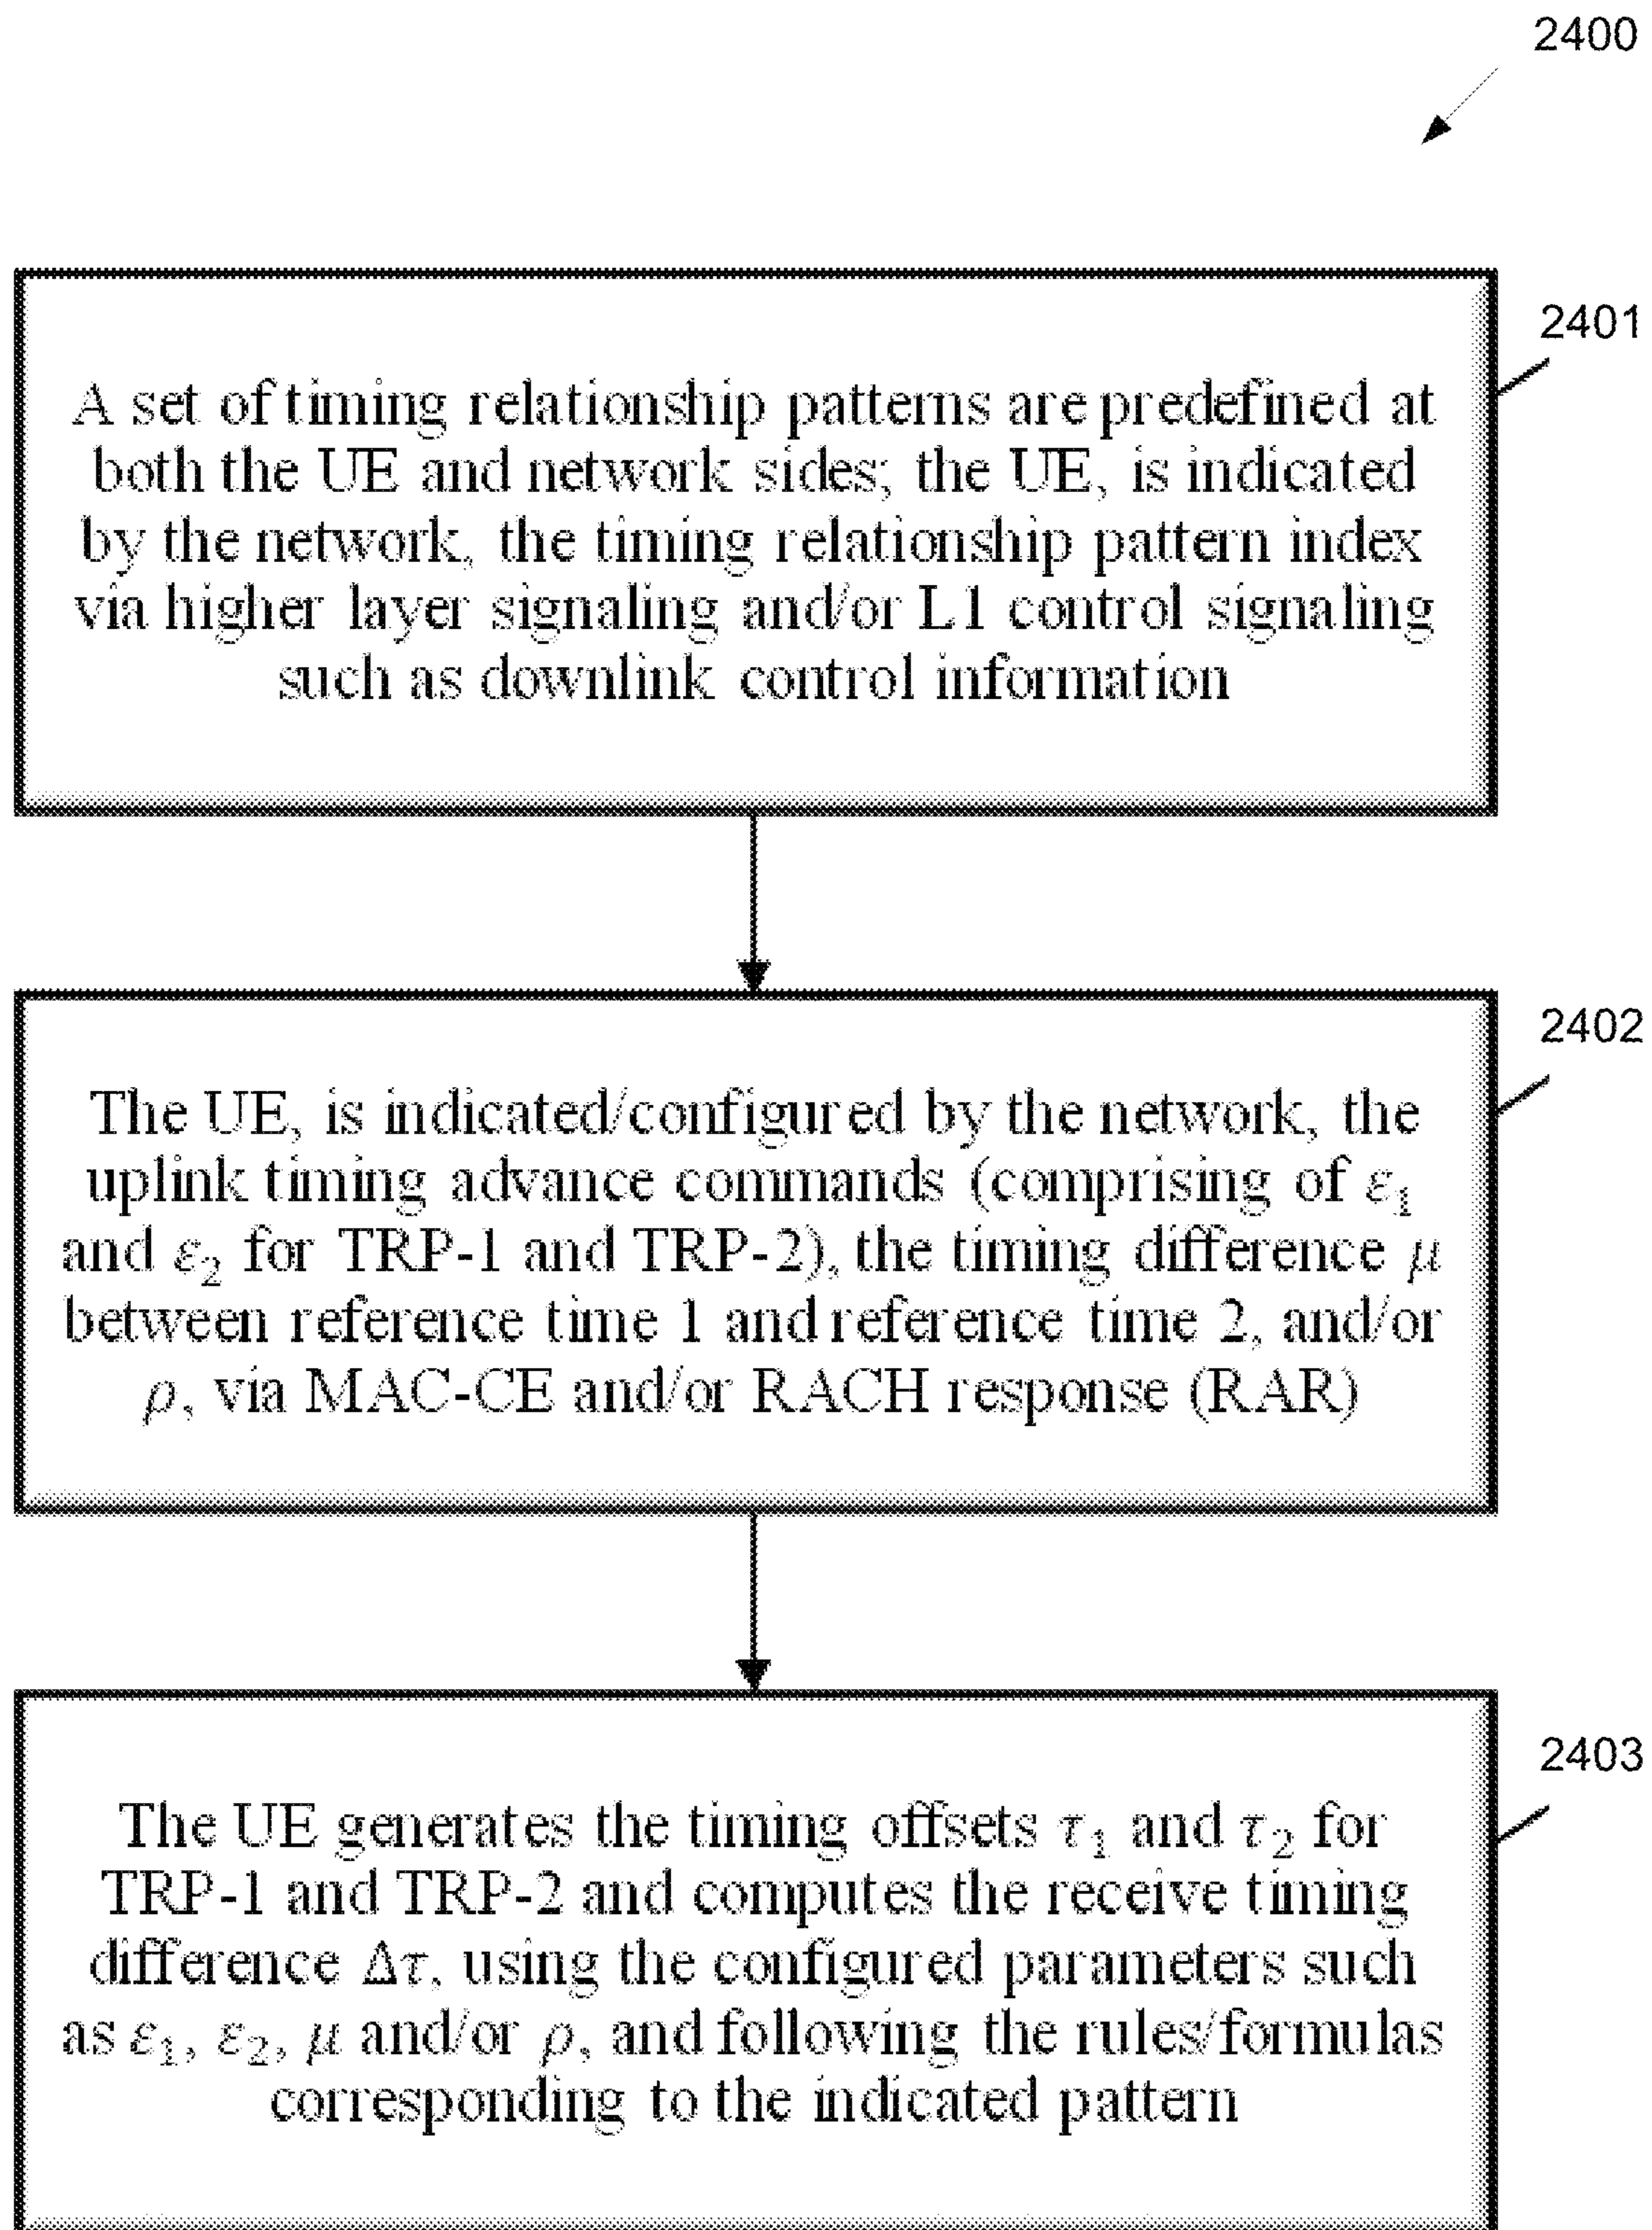 2400
2401
A set of timing relationship patterns are predefined at
both the UE and network sides; the UE, is indicated
by the network, the timing relationship pattern index
via higher layer signaling and/or L1 control signaling
such as downlink control information
2402
The UE, is indicated/configured by the network, the
uplink timing advance commands (comprising of ε₁
and ε₂ for TRP-1 and TRP-2), the timing difference μ
between reference time 1 and reference time 2, and/or
ρ, via MAC-CE and/or RACH response (RAR)
2403
The UE generates the timing offsets τ₁ and τ₂ for
TRP-1 and TRP-2 and computes the receive timing
difference Δτ, using the configured parameters such
as ε₁, ε₂, μ and/or ρ, and following the rules/formulas
corresponding to the indicated pattern